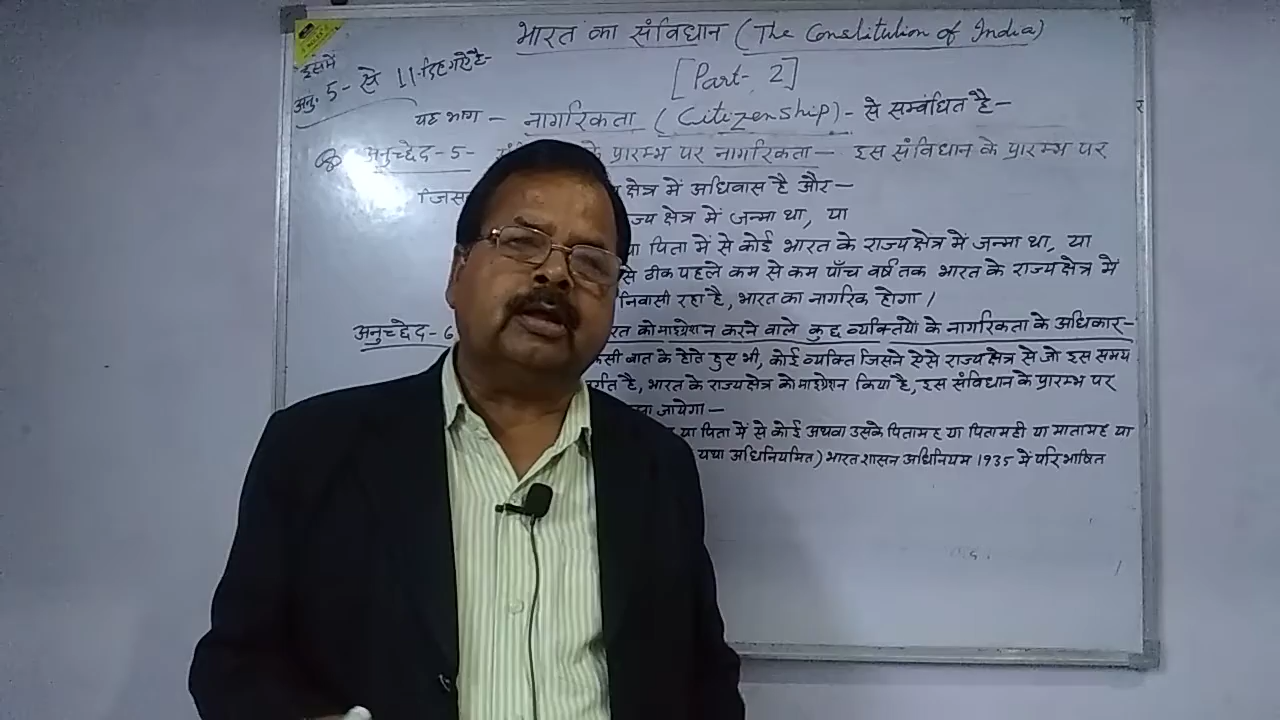 भारत का संविधान (The Constitution of India)
[Part- 2]
इसमें
अनु. 5- से 11
यह भाग - नागरिकता (Citizenship)- से सम्बंधित है-
अनुच्छेद-5- के प्रारम्भ पर नागरिकता- इस संविधान के प्रारम्भ पर
क्षेत्र में अधिवास है और-
क्षेत्र में जन्मा था, या
या पिता में से कोई भारत के राज्यक्षेत्र में जन्मा था, या
से ठीक पहले कम से कम पाँच वर्ष तक भारत के राज्यक्षेत्र में
निवासी रहा है, भारत का नागरिक होगा।
अनुच्छेद-6 को माइग्रेशन करने वाले कुछ व्यक्तियो के नागरिकता के अधिकार-
बात के होते हुए भी, कोई व्यक्ति जिसने ऐसे राज्यक्षेत्र से जो इस समय
है, भारत के राज्यक्षेत्र को माइग्रेशन किया है, इस संविधान के प्रारम्भ पर
जायेगा-
या पिता में से कोई अथवा उसके पितामह या पितामही या मातामह या
यथा अधिनियमित) भारत शासन अधिनियम 1935 में परिभाषित